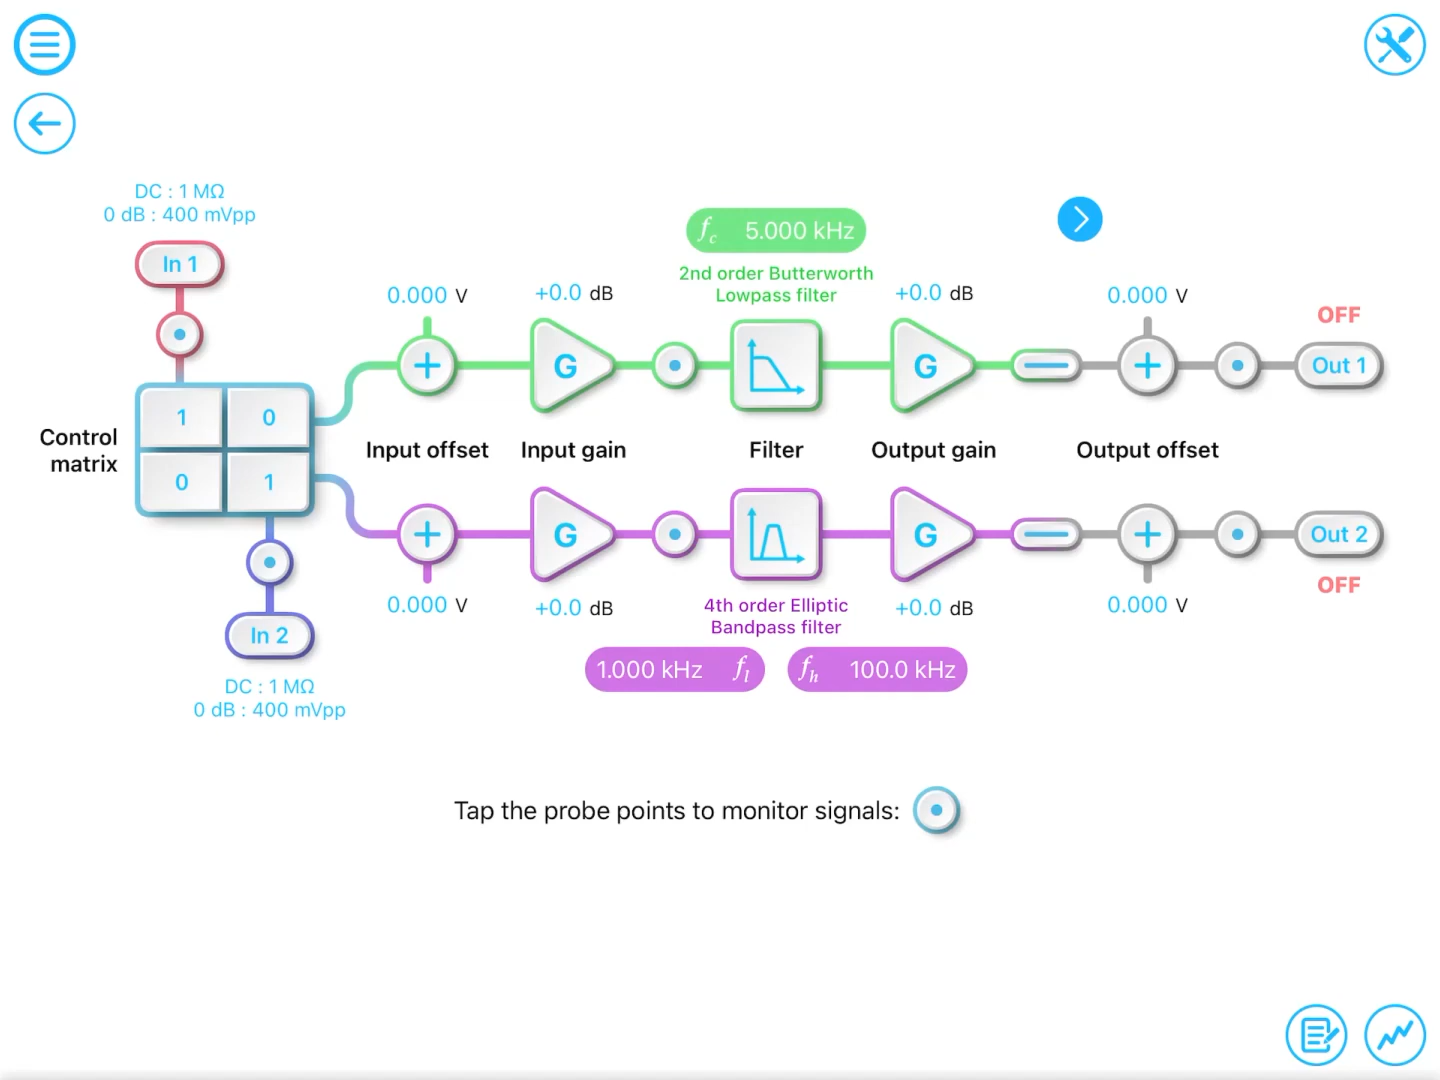 DC : 1 MΩ
0 dB : 400 mVpp
In 1
fc 5.000 kHz
2nd order Butterworth
Lowpass filter
0.000 V
+0.0 dB
+0.0 dB
0.000 V
OFF
G
G
Out 1
Control
matrix
1 0
0 1
Input offset
Input gain
Filter
Output gain
Output offset
G
G
Out 2
0.000 V
+0.0 dB
4th order Elliptic
Bandpass filter
+0.0 dB
0.000 V
OFF
In 2
1.000 kHz fl
fh 100.0 kHz
DC : 1 MΩ
0 dB : 400 mVpp
Tap the probe points to monitor signals: